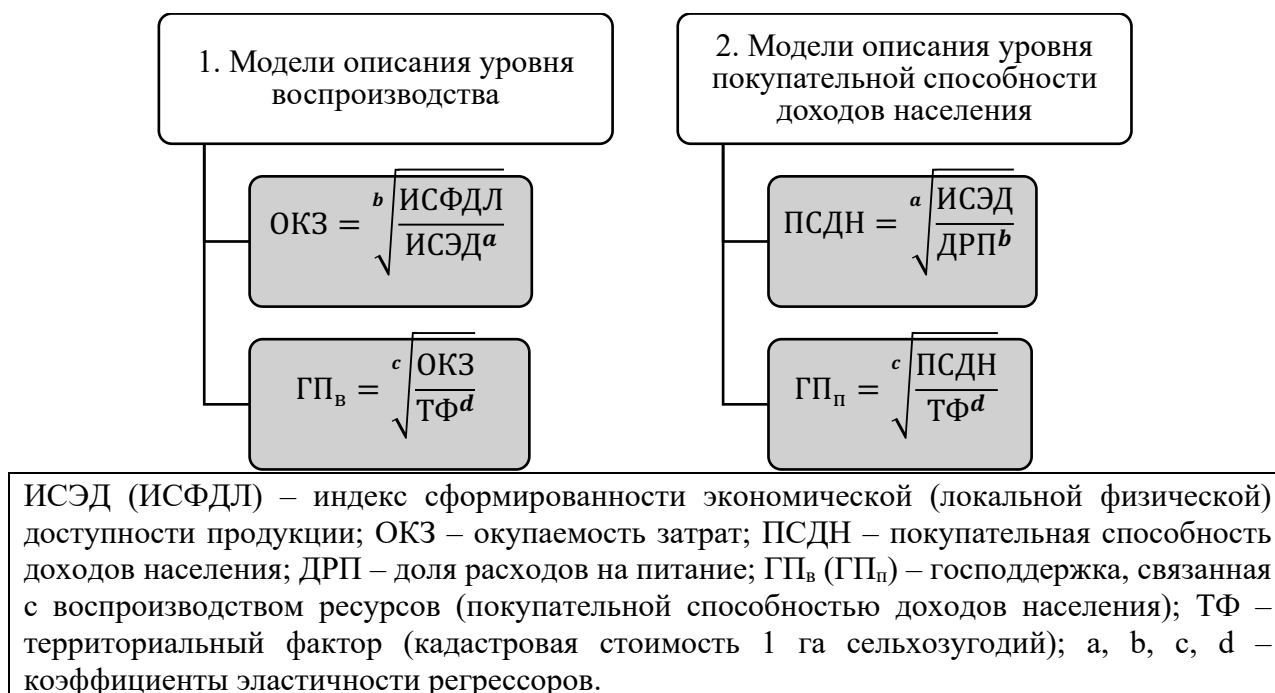 1. Модели описания уровня
воспроизводства
ОКЗ = ᵇ√(ИСФДЛ / ИСЭДᵃ)
ГПв = ᶜ√(ОКЗ / ТФᵈ)
2. Модели описания уровня
покупательной способности
доходов населения
ПСДН = ᵃ√(ИСЭД / ДРПᵇ)
ГПп = ᶜ√(ПСДН / ТФᵈ)
ИСЭД (ИСФДЛ) – индекс сформированности экономической (локальной физической)
доступности продукции; ОКЗ – окупаемость затрат; ПСДН – покупательная способность
доходов населения; ДРП – доля расходов на питание; ГПв (ГПп) – господдержка, связанная
с воспроизводством ресурсов (покупательной способностью доходов населения); ТФ –
территориальный фактор (кадастровая стоимость 1 га сельхозугодий); a, b, c, d –
коэффициенты эластичности регрессоров.